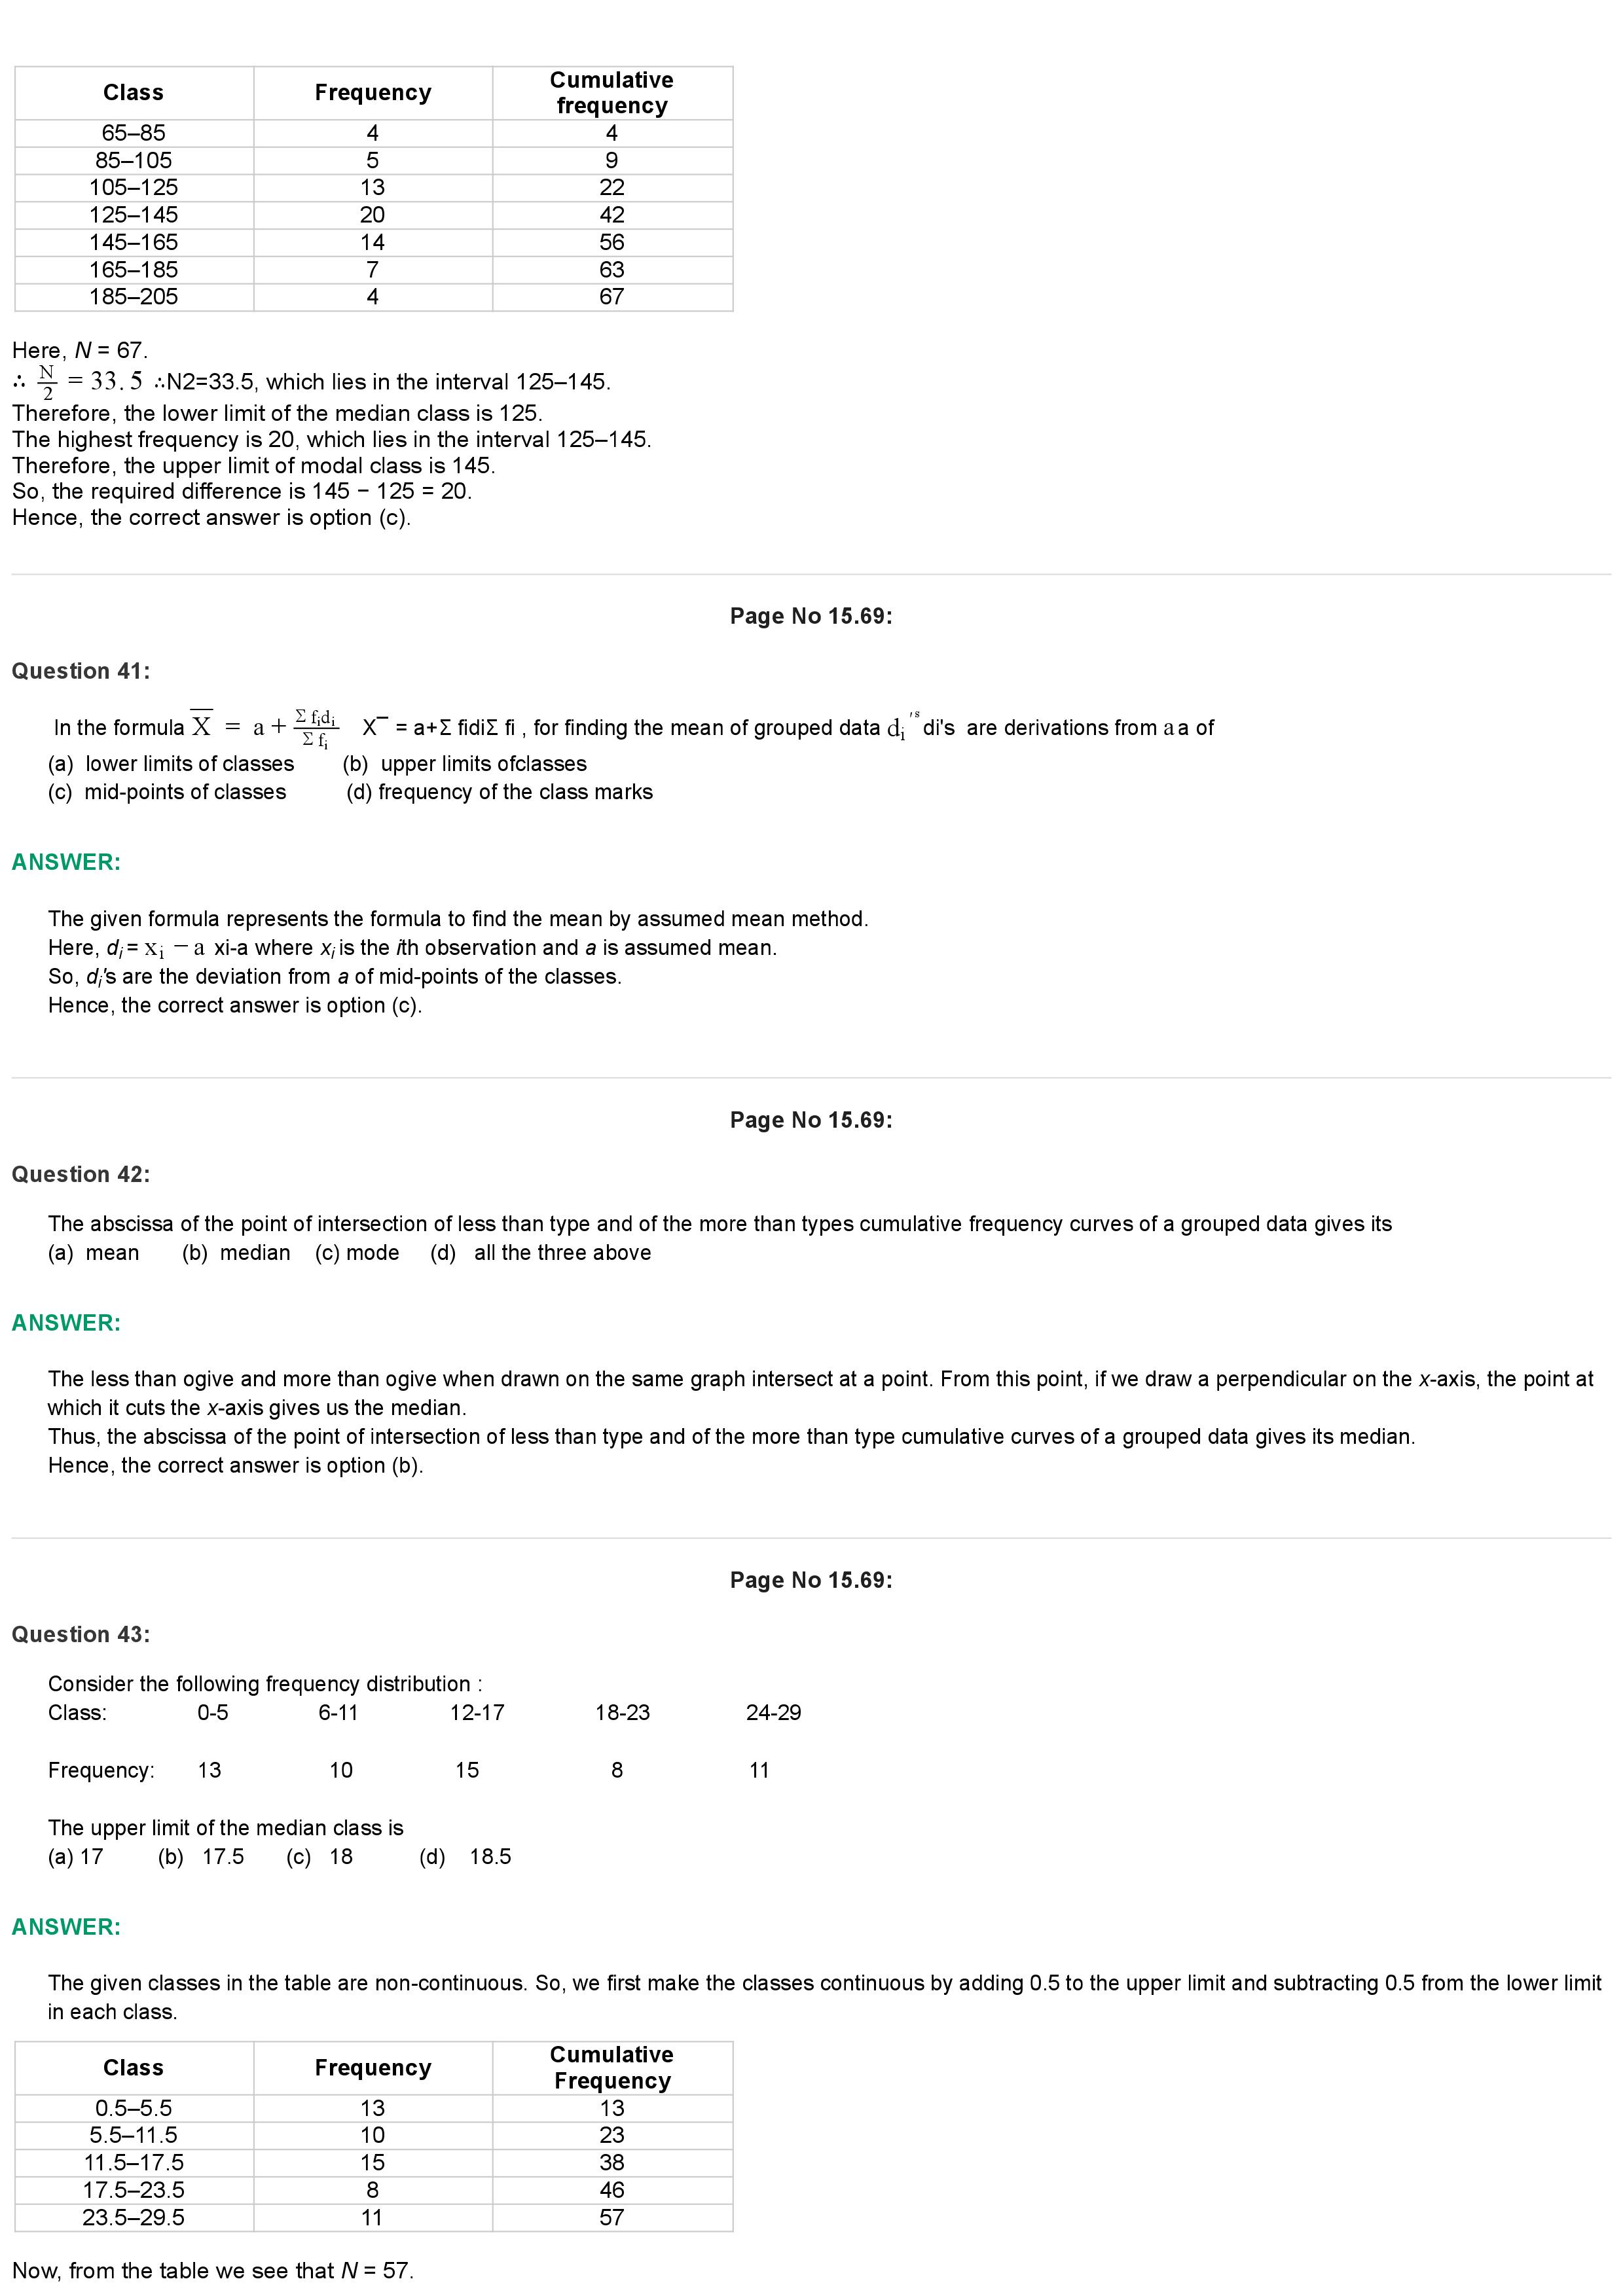 Class Frequency Cumulative frequency
65–85 4 4
85–105 5 9
105–125 13 22
125–145 20 42
145–165 14 56
165–185 7 63
185–205 4 67
Here, N = 67.
∴ N/2 = 33. 5 ∴N2=33.5, which lies in the interval 125–145.
Therefore, the lower limit of the median class is 125.
The highest frequency is 20, which lies in the interval 125–145.
Therefore, the upper limit of modal class is 145.
So, the required difference is 145 − 125 = 20.
Hence, the correct answer is option (c).
Page No 15.69:
Question 41:
In the formula X̅ = a + Σ fᵢdᵢ / Σ fᵢ X¯ = a+Σ fidiΣ fi , for finding the mean of grouped data dᵢ's di's are derivations from a a of
(a) lower limits of classes (b) upper limits ofclasses
(c) mid-points of classes (d) frequency of the class marks
ANSWER:
The given formula represents the formula to find the mean by assumed mean method.
Here, dᵢ = xᵢ − a xi-a where xᵢ is the ith observation and a is assumed mean.
So, dᵢ's are the deviation from a of mid-points of the classes.
Hence, the correct answer is option (c).
Page No 15.69:
Question 42:
The abscissa of the point of intersection of less than type and of the more than types cumulative frequency curves of a grouped data gives its
(a) mean (b) median (c) mode (d) all the three above
ANSWER:
The less than ogive and more than ogive when drawn on the same graph intersect at a point. From this point, if we draw a perpendicular on the x-axis, the point at
which it cuts the x-axis gives us the median.
Thus, the abscissa of the point of intersection of less than type and of the more than type cumulative curves of a grouped data gives its median.
Hence, the correct answer is option (b).
Page No 15.69:
Question 43:
Consider the following frequency distribution :
Class: 0-5 6-11 12-17 18-23 24-29
Frequency: 13 10 15 8 11
The upper limit of the median class is
(a) 17 (b) 17.5 (c) 18 (d) 18.5
ANSWER:
The given classes in the table are non-continuous. So, we first make the classes continuous by adding 0.5 to the upper limit and subtracting 0.5 from the lower limit
in each class.
Class Frequency Cumulative Frequency
0.5–5.5 13 13
5.5–11.5 10 23
11.5–17.5 15 38
17.5–23.5 8 46
23.5–29.5 11 57
Now, from the table we see that N = 57.